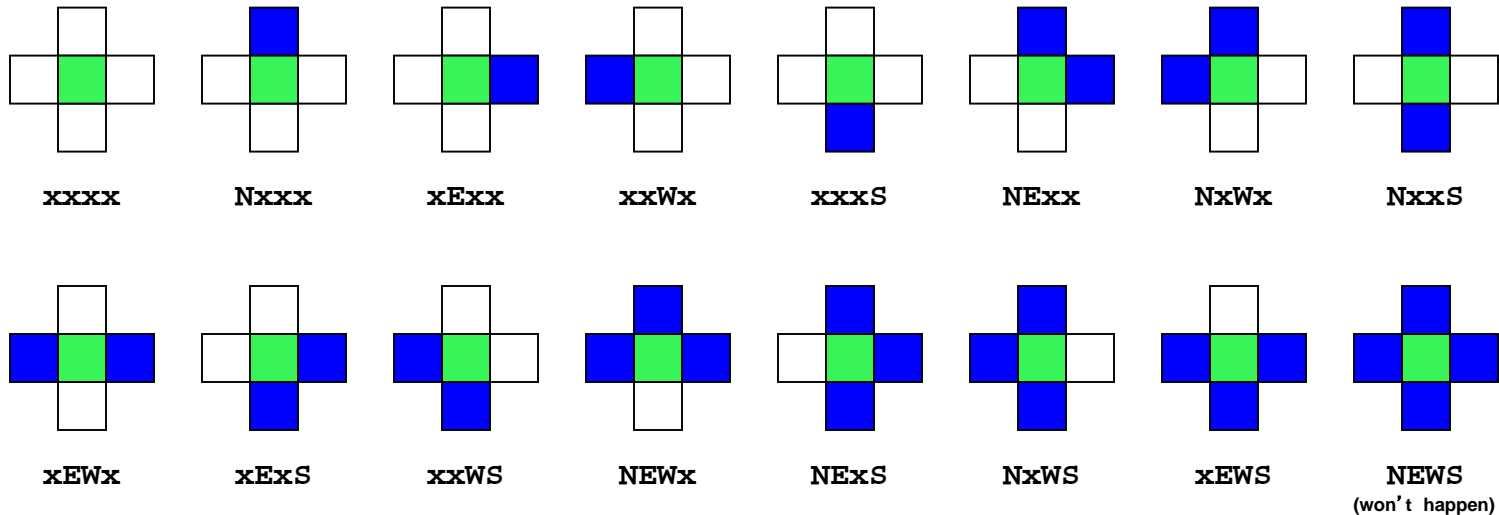 xxxx Nxxx xExx xxWx xxxS NExx NxWx NxxS
xEWx xExS xxWS NEWx NExS NxWS xEWS NEWS
(won't happen)